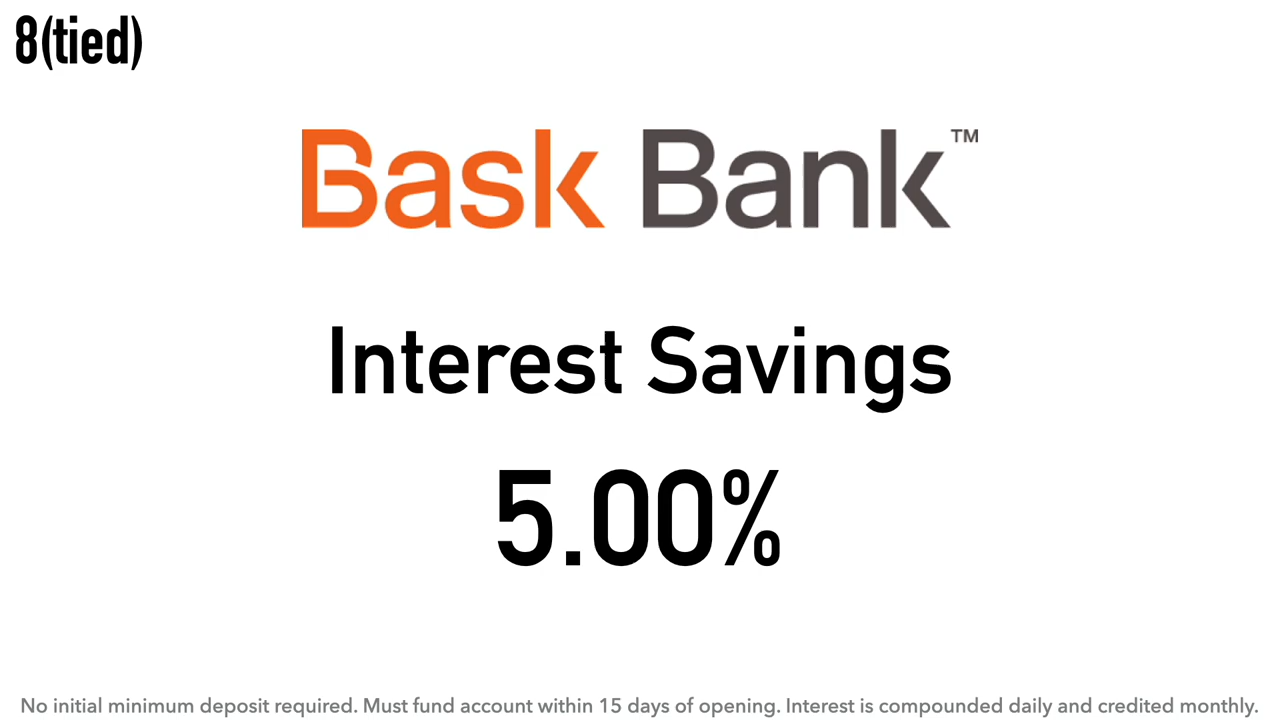 8(tied)
Bask Bank™
Interest Savings
5.00%
No initial minimum deposit required. Must fund account within 15 days of opening. Interest is compounded daily and credited monthly.